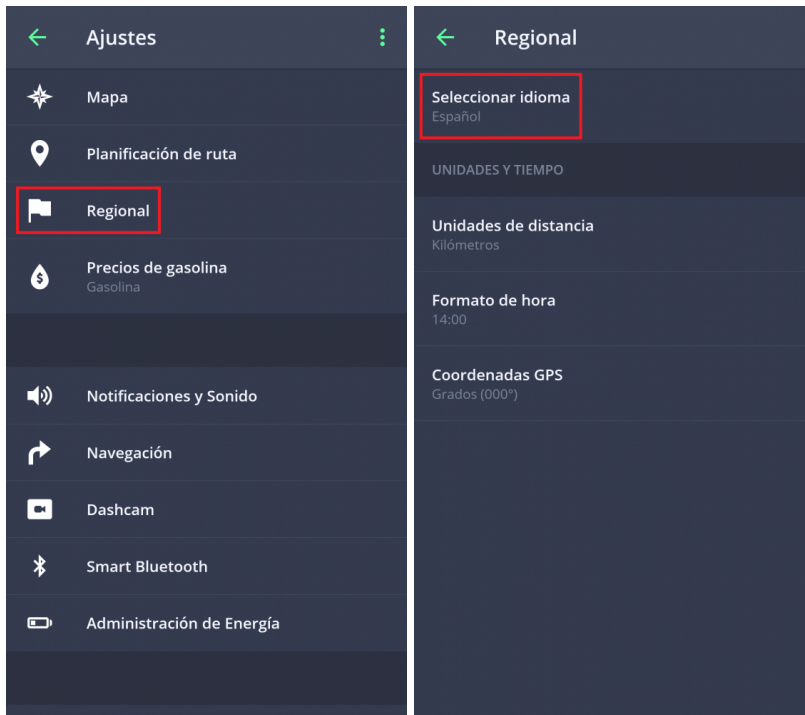 Ajustes
Mapa
Planificación de ruta
Regional
Precios de gasolina
Gasolina
Notificaciones y Sonido
Navegación
Dashcam
Smart Bluetooth
Administración de Energía
Regional
Seleccionar idioma
Español
UNIDADES Y TIEMPO
Unidades de distancia
Kilómetros
Formato de hora
14:00
Coordenadas GPS
Grados (000°)